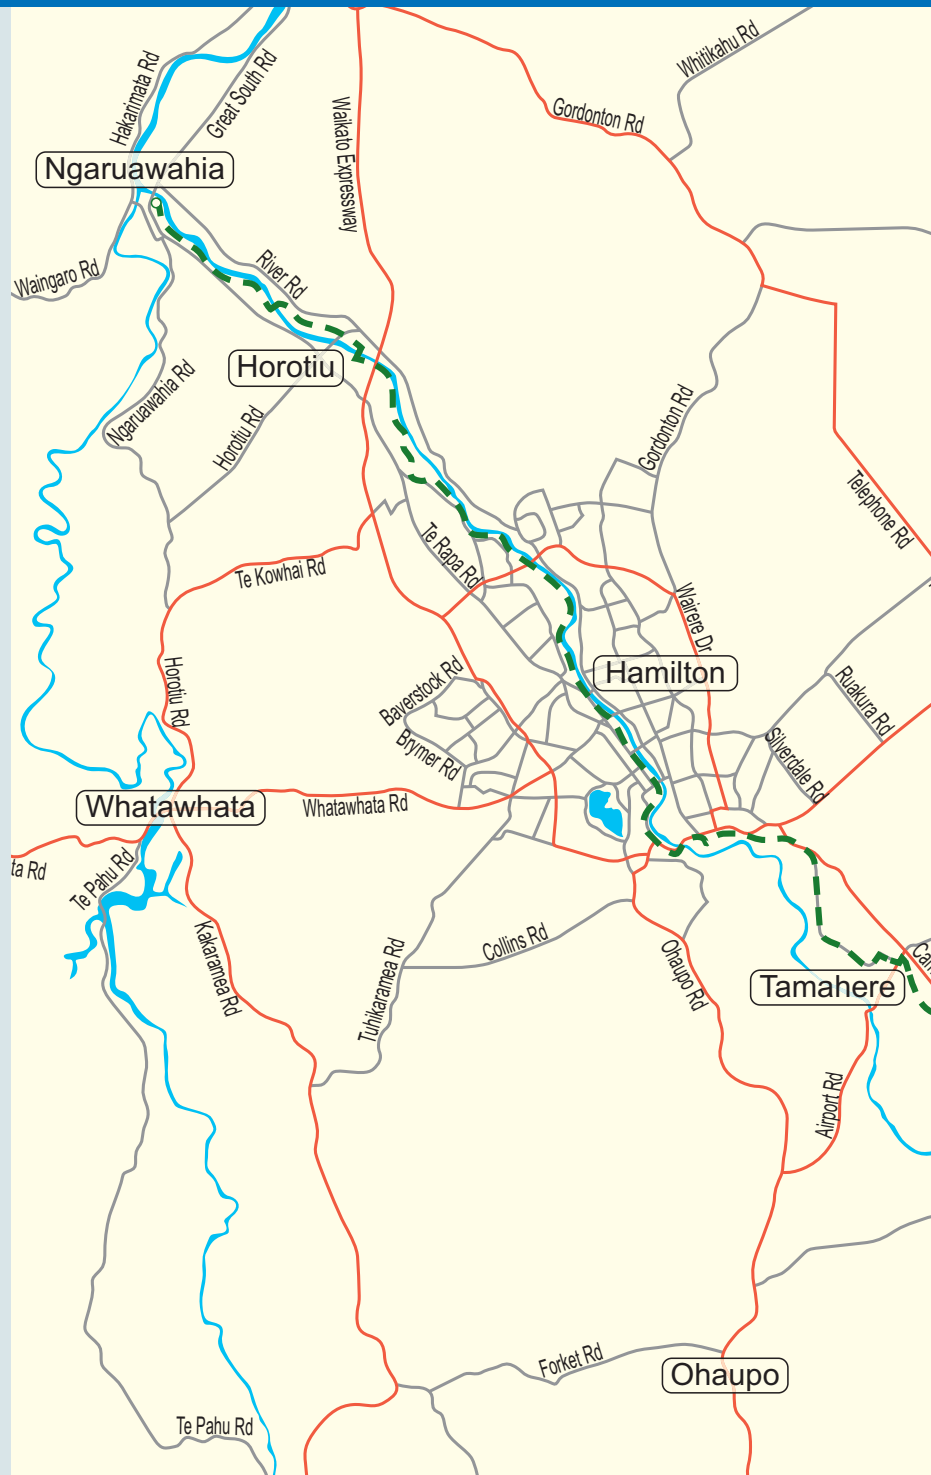 Whitikahu Rd
Hakarimata Rd
Great South Rd
Gordonton Rd
Waikato Expressway
Ngaruawahia
Waingaro Rd
River Rd
Horotiu
Ngaruawahia Rd
Horotiu Rd
Gordonton Rd
Telephone Rd
Te Rapa Rd
Te Kowhai Rd
Wairere Dr
Hamilton
Horotiu Rd
Baverstock Rd
Brymer Rd
Ruakura Rd
Silverdale Rd
Whatawhata
Whatawhata Rd
ta Rd
Te Pahu Rd
Kakaramea Rd
Tuhikaramea Rd
Collins Rd
Ohaupo Rd
Cam
Tamahere
Airport Rd
Forket Rd
Ohaupo
Te Pahu Rd